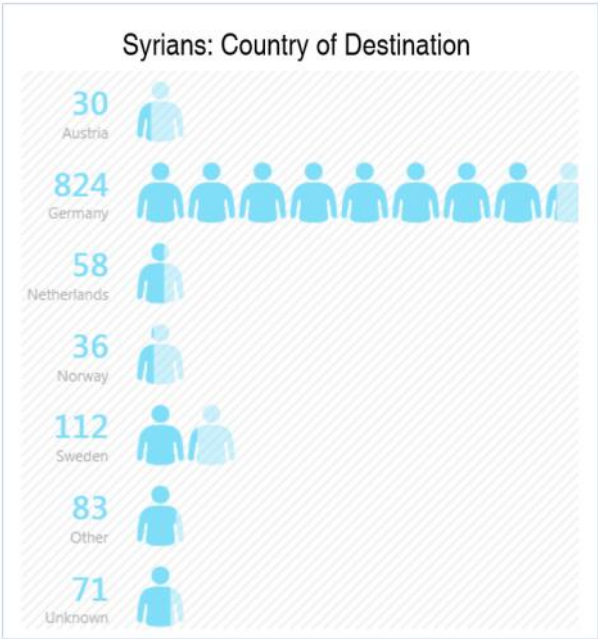 Syrians: Country of Destination
30
Austria
824
Germany
58
Netherlands
36
Norway
112
Sweden
83
Other
71
Unknown